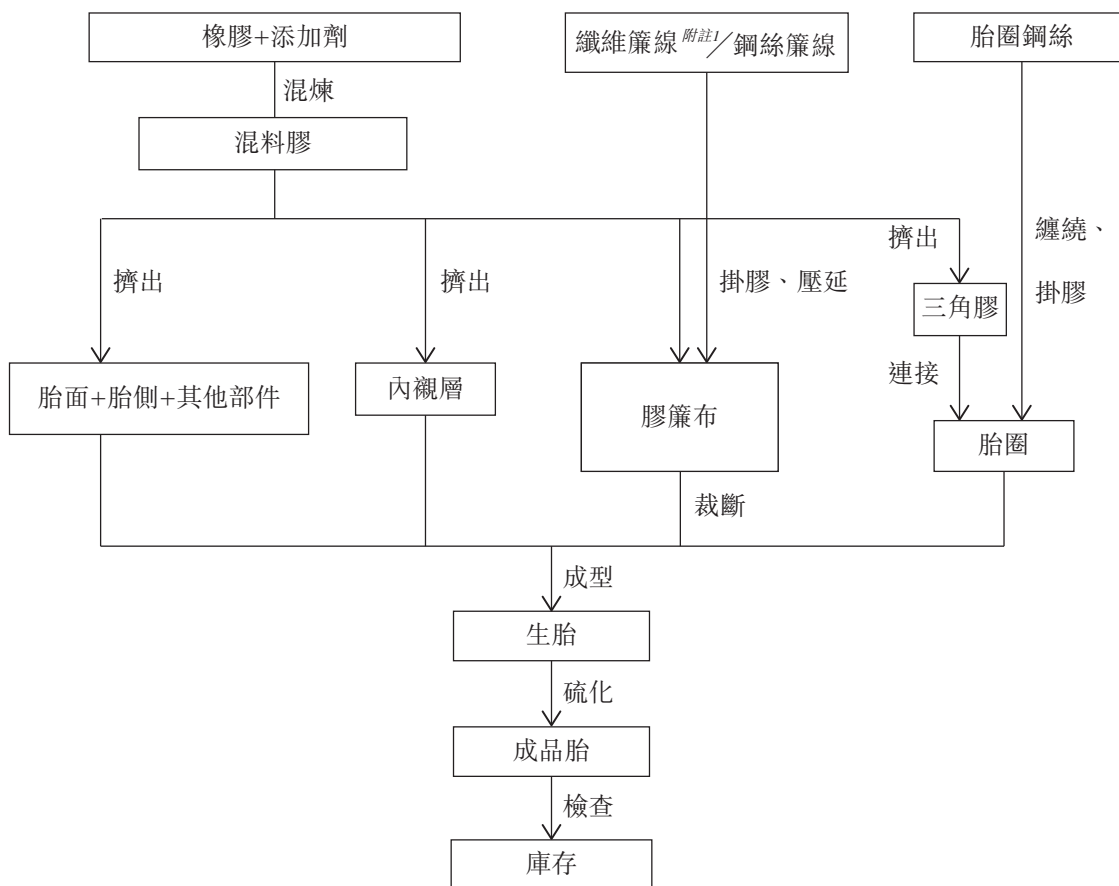 橡膠+添加劑
纖維簾線附註1╱鋼絲簾線
胎圈鋼絲
混煉
混料膠
擠出
擠出
掛膠、壓延
擠出
纏繞、
掛膠
三角膠
連接
胎面+胎側+其他部件
內襯層
膠簾布
胎圈
裁斷
成型
生胎
硫化
成品胎
檢查
庫存